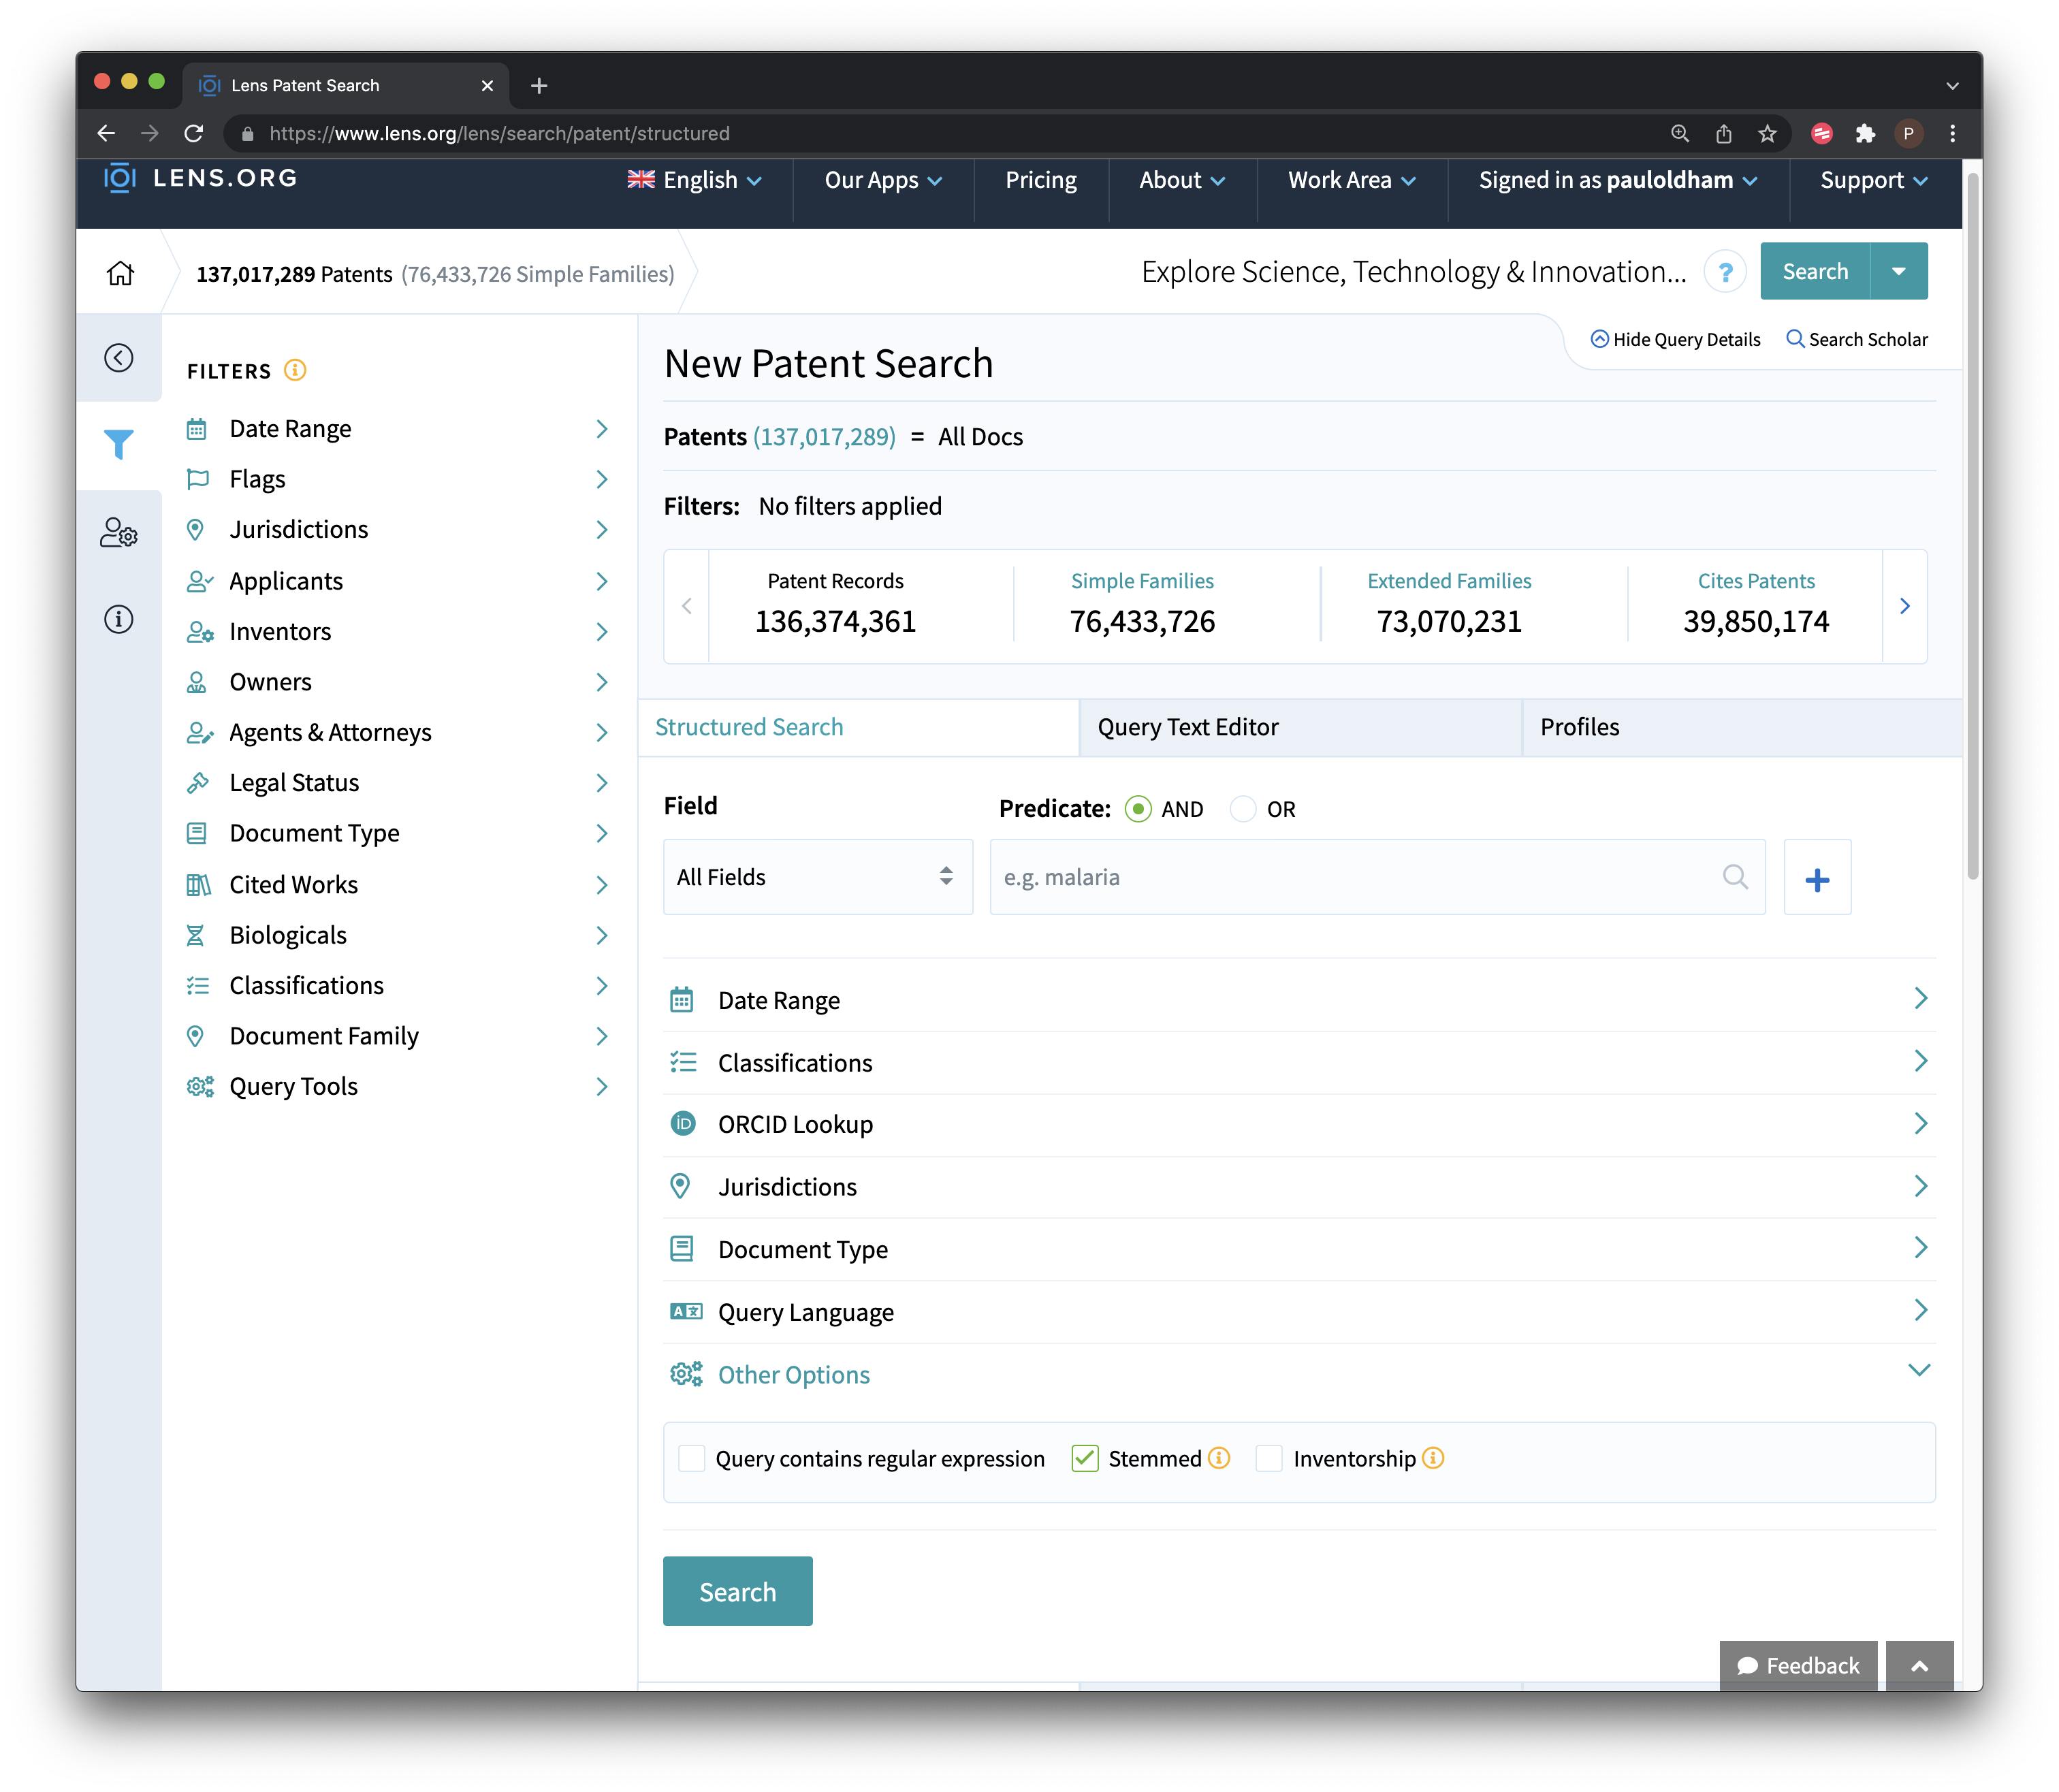 Lens Patent Search
https://www.lens.org/lens/search/patent/structured
P
LENS.ORG
English
Our Apps
Pricing
About
Work Area
Signed in as pauloldham
Support
137,017,289 Patents (76,433,726 Simple Families)
Explore Science, Technology & Innovation...
?
Search
Hide Query Details
Search Scholar
FILTERS
Date Range
Flags
Jurisdictions
Applicants
Inventors
Owners
Agents & Attorneys
Legal Status
Document Type
Cited Works
Biologicals
Classifications
Document Family
Query Tools
New Patent Search
Patents (137,017,289) = All Docs
Filters: No filters applied
Patent Records
136,374,361
Simple Families
76,433,726
Extended Families
73,070,231
Cites Patents
39,850,174
Structured Search
Query Text Editor
Profiles
Field
Predicate: AND OR
All Fields
e.g. malaria
Date Range
Classifications
iD ORCID Lookup
Jurisdictions
Document Type
Query Language
Other Options
Query contains regular expression
Stemmed
Inventorship
Search
Feedback